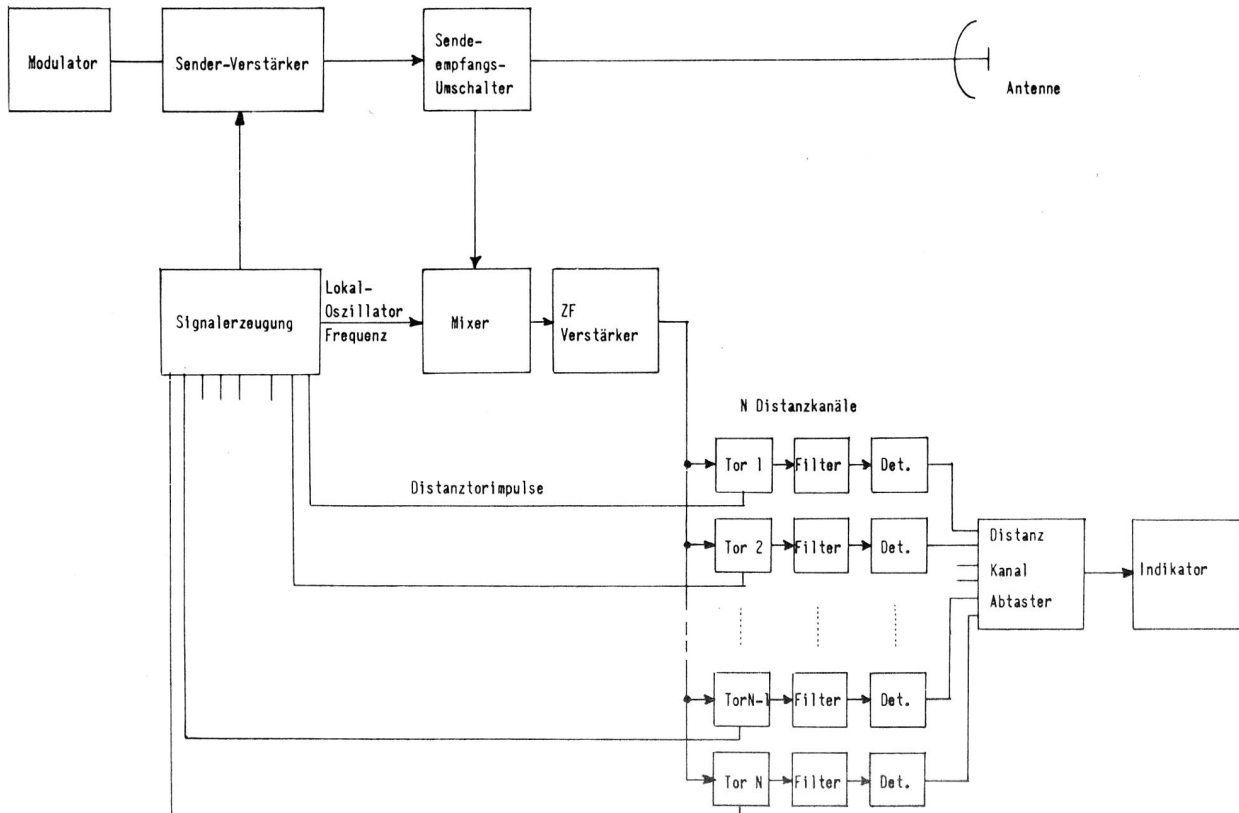 Modulator
Sender-Verstärker
Sende-
empfangs-
Umschalter
Antenne
Signalerzeugung
Lokal-
Oszillator
Frequenz
Mixer
ZF
Verstärker
N Distanzkanäle
Distanztorimpulse
Tor 1
Filter
Det.
Tor 2
Filter
Det.
TorN-1
Filter
Det.
Tor N
Filter
Det.
Distanz
Kanal
Abtaster
Indikator